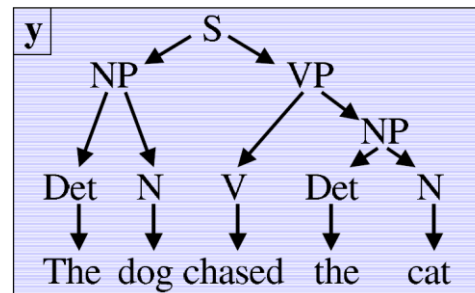 y
S
NP VP
NP
Det N V Det N
The dog chased the cat